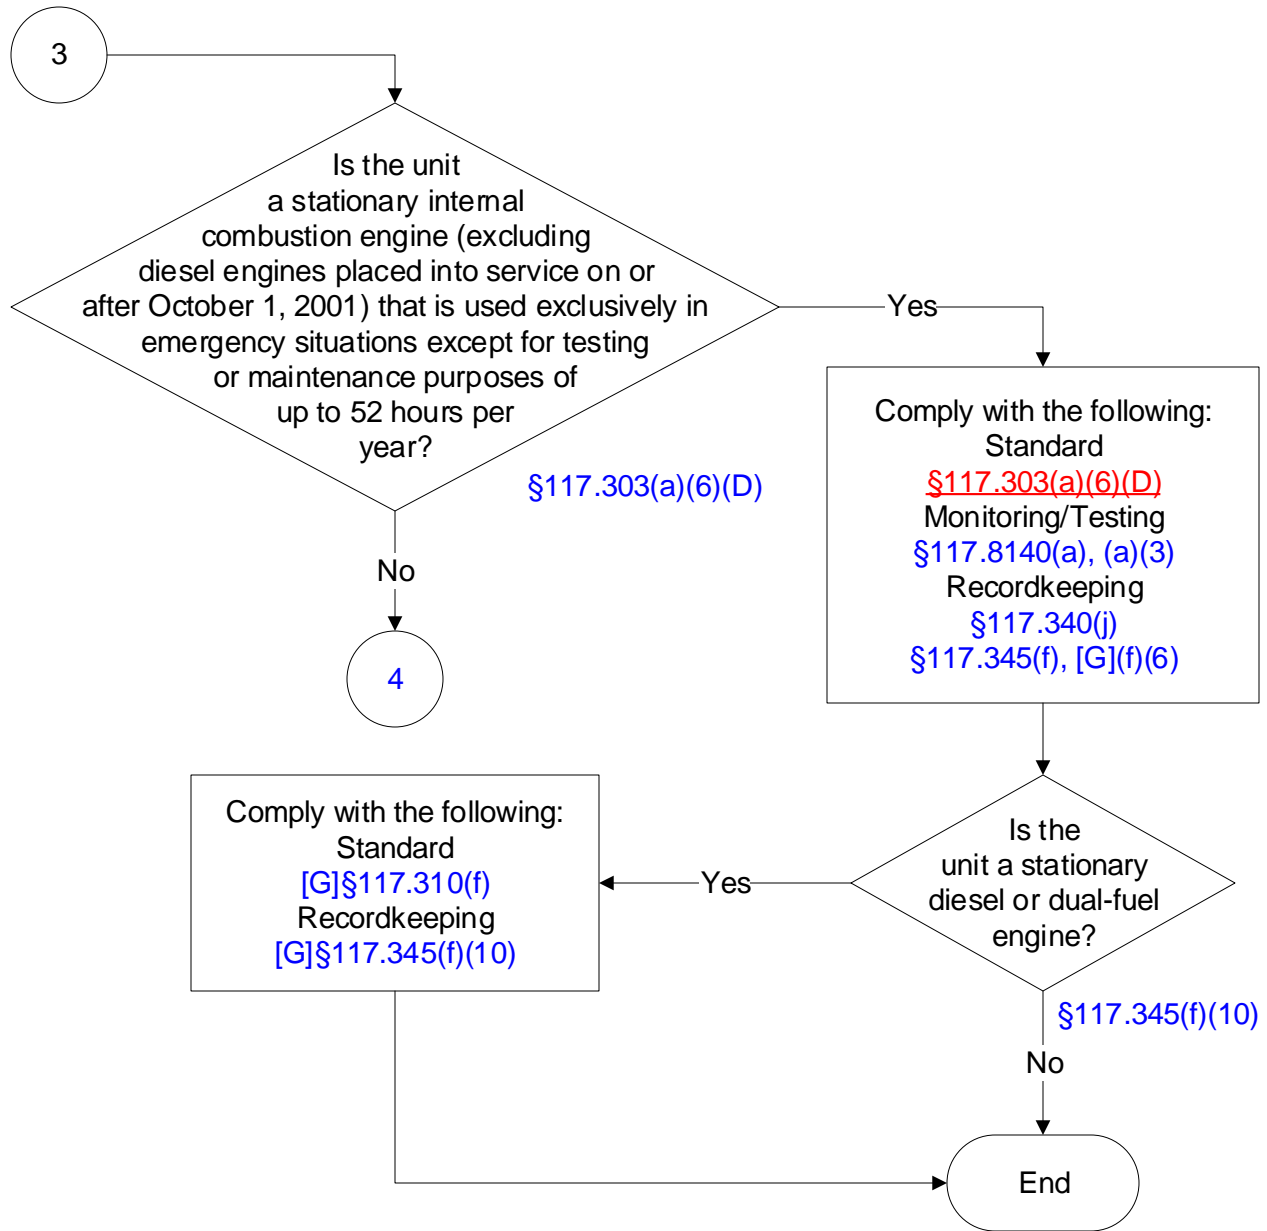 3
Is the unit
a stationary internal
combustion engine (excluding
diesel engines placed into service on or
after October 1, 2001) that is used exclusively in
emergency situations except for testing
or maintenance purposes of
up to 52 hours per
year?
§117.303(a)(6)(D)
Yes
No
4
Comply with the following:
Standard
§117.303(a)(6)(D)
Monitoring/Testing
§117.8140(a), (a)(3)
Recordkeeping
§117.340(j)
§117.345(f), [G](f)(6)
Is the
unit a stationary
diesel or dual-fuel
engine?
§117.345(f)(10)
Yes
Comply with the following:
Standard
[G]§117.310(f)
Recordkeeping
[G]§117.345(f)(10)
No
End